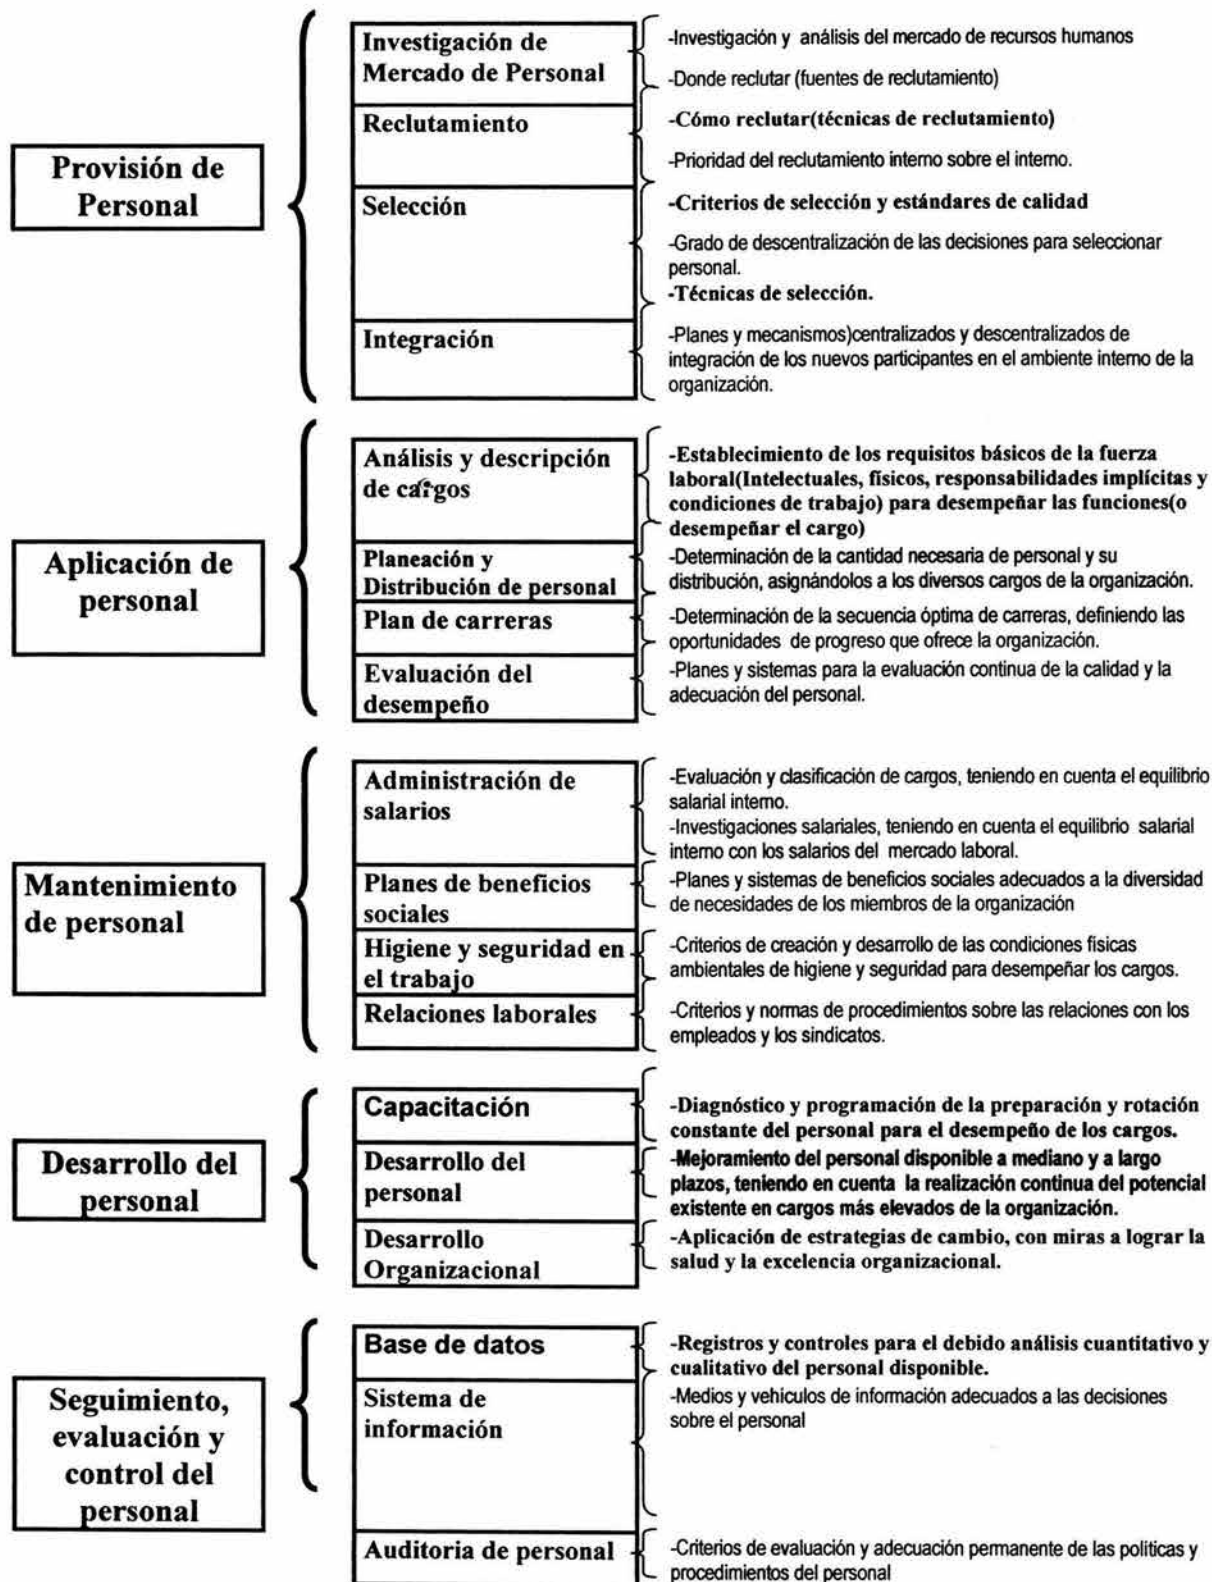 Provisión de
Personal
Investigación de
Mercado de Personal
-Investigación y análisis del mercado de recursos humanos
-Donde reclutar (fuentes de reclutamiento)
Reclutamiento
-Cómo reclutar(técnicas de reclutamiento)
-Prioridad del reclutamiento interno sobre el interno.
Selección
-Criterios de selección y estándares de calidad
-Grado de descentralización de las decisiones para seleccionar
personal.
-Técnicas de selección.
Integración
-Planes y mecanismos)centralizados y descentralizados de
integración de los nuevos participantes en el ambiente interno de la
organización.
Aplicación de
personal
Análisis y descripción
de cargos
-Establecimiento de los requisitos básicos de la fuerza
laboral(Intelectuales, físicos, responsabilidades implícitas y
condiciones de trabajo) para desempeñar las funciones(o
desempeñar el cargo)
Planeación y
Distribución de personal
-Determinación de la cantidad necesaria de personal y su
distribución, asignándolos a los diversos cargos de la organización.
Plan de carreras
-Determinación de la secuencia óptima de carreras, definiendo las
oportunidades de progreso que ofrece la organización.
Evaluación del
desempeño
-Planes y sistemas para la evaluación continua de la calidad y la
adecuación del personal.
Mantenimiento
de personal
Administración de
salarios
-Evaluación y clasificación de cargos, teniendo en cuenta el equilibrio
salarial interno.
-Investigaciones salariales, teniendo en cuenta el equilibrio salarial
interno con los salarios del mercado laboral.
Planes de beneficios
sociales
-Planes y sistemas de beneficios sociales adecuados a la diversidad
de necesidades de los miembros de la organización
Higiene y seguridad en
el trabajo
-Criterios de creación y desarrollo de las condiciones físicas
ambientales de higiene y seguridad para desempeñar los cargos.
Relaciones laborales
-Criterios y normas de procedimientos sobre las relaciones con los
empleados y los sindicatos.
Desarrollo del
personal
Capacitación
-Diagnóstico y programación de la preparación y rotación
constante del personal para el desempeño de los cargos.
Desarrollo del
personal
-Mejoramiento del personal disponible a mediano y a largo
plazos, teniendo en cuenta la realización continua del potencial
existente en cargos más elevados de la organización.
Desarrollo
Organizacional
-Aplicación de estrategias de cambio, con miras a lograr la
salud y la excelencia organizacional.
Seguimiento,
evaluación y
control del
personal
Base de datos
-Registros y controles para el debido análisis cuantitativo y
cualitativo del personal disponible.
Sistema de
información
-Medios y vehículos de información adecuados a las decisiones
sobre el personal
Auditoria de personal
-Criterios de evaluación y adecuación permanente de las politicas y
procedimientos del personal